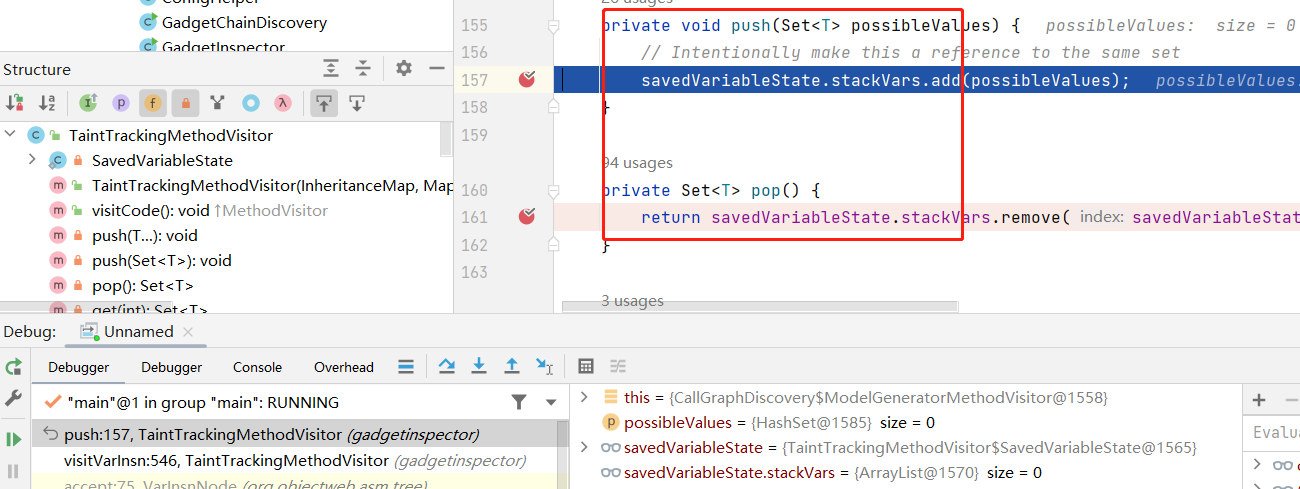 ConfigHelper
GadgetChainDiscovery
GadgetInspector
Structure
TaintTrackingMethodVisitor
SavedVariableState
TaintTrackingMethodVisitor(InheritanceMap, Map
visitCode(): void ↑MethodVisitor
push(T...): void
push(Set<T>): void
pop(): Set<T>
get(int): Set<T>
20 usages
155 private void push(Set<T> possibleValues) { possibleValues: size = 0
156 // Intentionally make this a reference to the same set
157 savedVariableState.stackVars.add(possibleValues); possibleValues:
158 }
159
94 usages
160 private Set<T> pop() {
161 return savedVariableState.stackVars.remove( index: savedVariableStat
162 }
163
3 usages
Debug: Unnamed
Debugger Debugger Console Overhead
"main"@1 in group "main": RUNNING
push:157, TaintTrackingMethodVisitor (gadgetinspector)
visitVarInsn:546, TaintTrackingMethodVisitor (gadgetinspector)
accept:75, VarInsnNode (org.objectweb.asm.tree)
this = {CallGraphDiscovery$ModelGeneratorMethodVisitor@1558}
possibleValues = {HashSet@1585} size = 0
savedVariableState = {TaintTrackingMethodVisitor$SavedVariableState@1565}
savedVariableState.stackVars = {ArrayList@1570} size = 0
Evalua